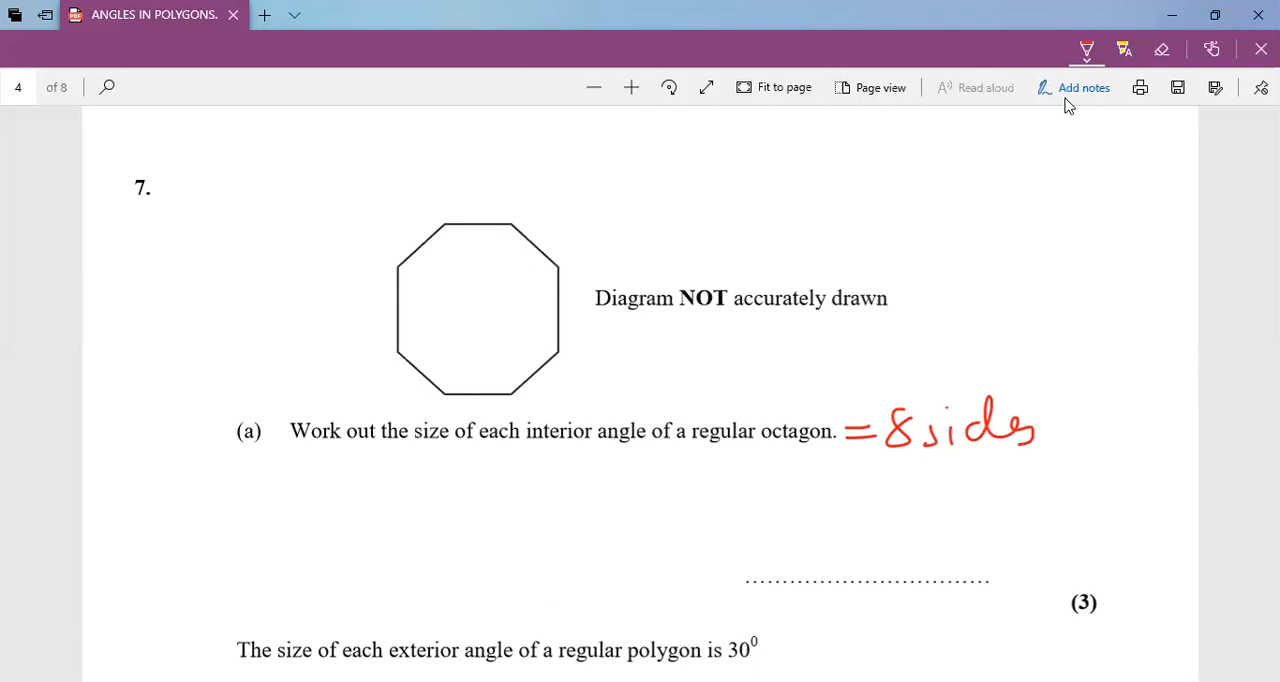 ANGLES IN POLYGONS.
4 of 8
Fit to page
Page view
Read aloud
Add notes
7.
Diagram NOT accurately drawn
(a) Work out the size of each interior angle of a regular octagon. = 8 sides
.................................
(3)
The size of each exterior angle of a regular polygon is 30⁰